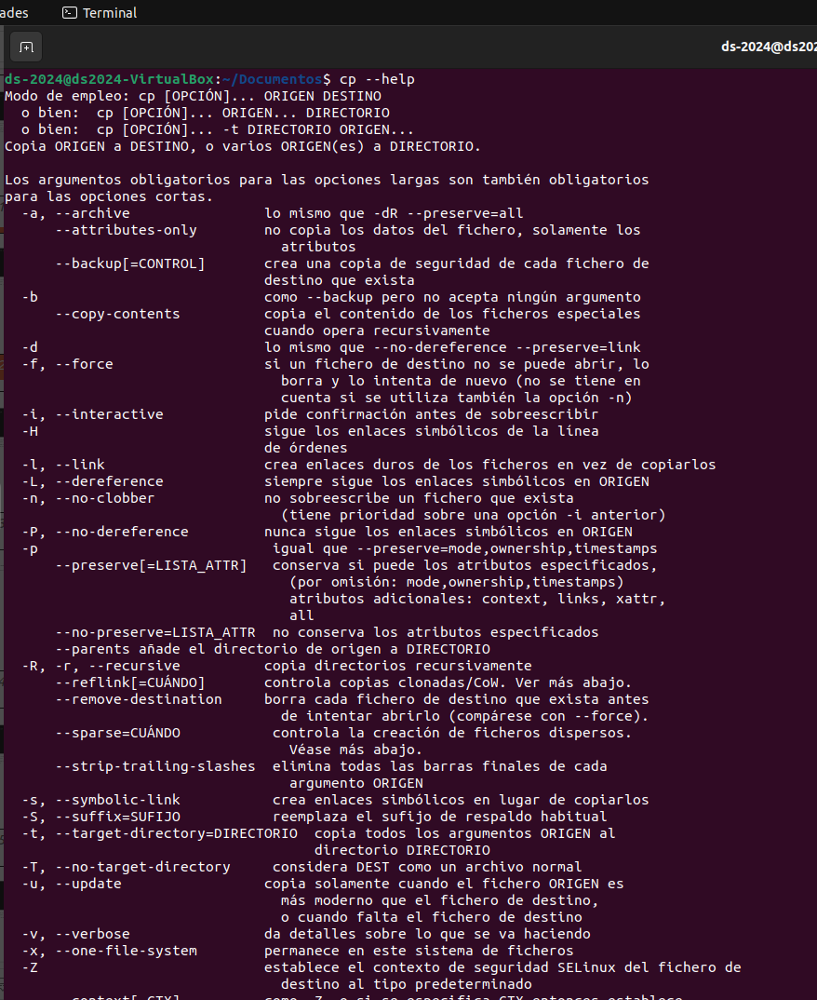 ades
Terminal
ds-2024@ds202
ds-2024@ds2024-VirtualBox:~/Documentos$ cp --help
Modo de empleo: cp [OPCIÓN]... ORIGEN DESTINO
  o bien:  cp [OPCIÓN]... ORIGEN... DIRECTORIO
  o bien:  cp [OPCIÓN]... -t DIRECTORIO ORIGEN...
Copia ORIGEN a DESTINO, o varios ORIGEN(es) a DIRECTORIO.

Los argumentos obligatorios para las opciones largas son también obligatorios
para las opciones cortas.
  -a, --archive                lo mismo que -dR --preserve=all
      --attributes-only        no copia los datos del fichero, solamente los
                                 atributos
      --backup[=CONTROL]       crea una copia de seguridad de cada fichero de
                               destino que exista
  -b                           como --backup pero no acepta ningún argumento
      --copy-contents          copia el contenido de los ficheros especiales
                               cuando opera recursivamente
  -d                           lo mismo que --no-dereference --preserve=link
  -f, --force                  si un fichero de destino no se puede abrir, lo
                                 borra y lo intenta de nuevo (no se tiene en
                                 cuenta si se utiliza también la opción -n)
  -i, --interactive            pide confirmación antes de sobreescribir
  -H                           sigue los enlaces simbólicos de la línea
                               de órdenes
  -l, --link                   crea enlaces duros de los ficheros en vez de copiarlos
  -L, --dereference            siempre sigue los enlaces simbólicos en ORIGEN
  -n, --no-clobber             no sobreescribe un fichero que exista
                                 (tiene prioridad sobre una opción -i anterior)
  -P, --no-dereference         nunca sigue los enlaces simbólicos en ORIGEN
  -p                            igual que --preserve=mode,ownership,timestamps
      --preserve[=LISTA_ATTR]   conserva si puede los atributos especificados,
                                  (por omisión: mode,ownership,timestamps)
                                  atributos adicionales: context, links, xattr,
                                  all
      --no-preserve=LISTA_ATTR  no conserva los atributos especificados
      --parents añade el directorio de origen a DIRECTORIO
  -R, -r, --recursive          copia directorios recursivamente
      --reflink[=CUÁNDO]       controla copias clonadas/CoW. Ver más abajo.
      --remove-destination     borra cada fichero de destino que exista antes
                                 de intentar abrirlo (compárese con --force).
      --sparse=CUÁNDO           controla la creación de ficheros dispersos.
                                  Véase más abajo.
      --strip-trailing-slashes  elimina todas las barras finales de cada
                                  argumento ORIGEN
  -s, --symbolic-link           crea enlaces simbólicos en lugar de copiarlos
  -S, --suffix=SUFIJO           reemplaza el sufijo de respaldo habitual
  -t, --target-directory=DIRECTORIO  copia todos los argumentos ORIGEN al
                                     directorio DIRECTORIO
  -T, --no-target-directory     considera DEST como un archivo normal
  -u, --update                 copia solamente cuando el fichero ORIGEN es
                                 más moderno que el fichero de destino,
                                 o cuando falta el fichero de destino
  -v, --verbose                da detalles sobre lo que se va haciendo
  -x, --one-file-system        permanece en este sistema de ficheros
  -Z                           establece el contexto de seguridad SELinux del fichero de
                                 destino al tipo predeterminado